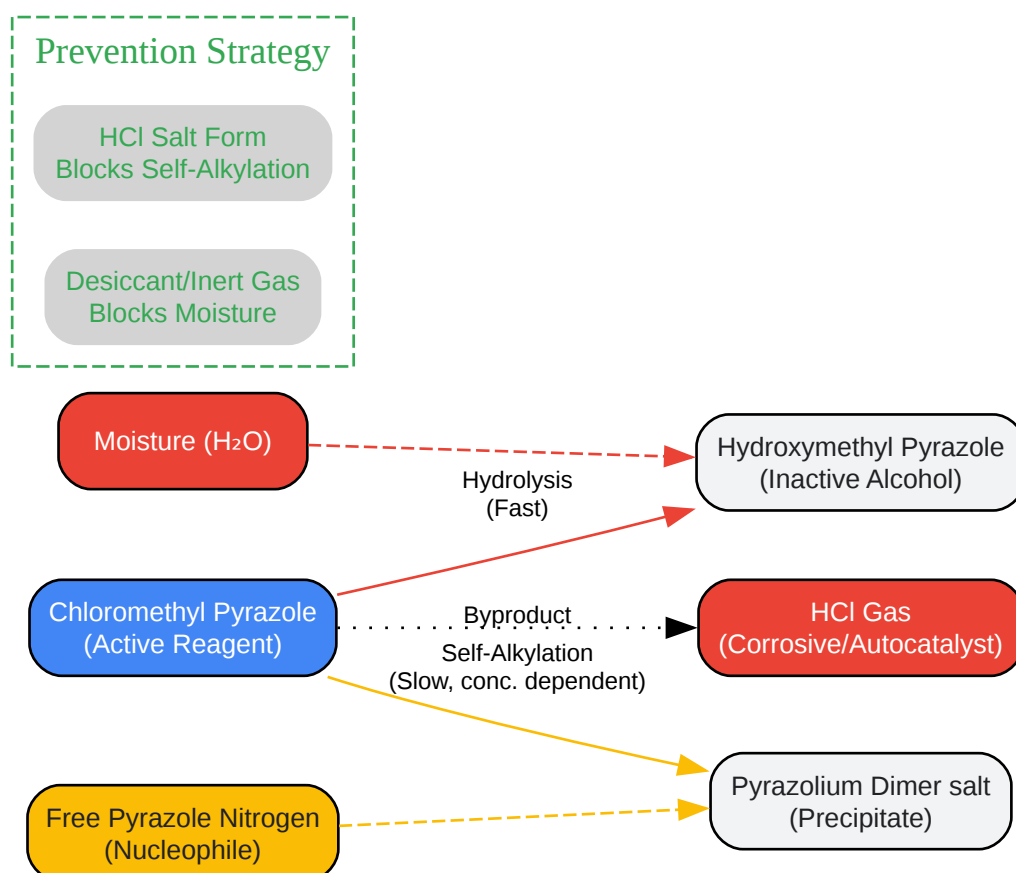 Prevention Strategy
HCl Salt Form
Blocks Self-Alkylation
Desiccant/Inert Gas
Blocks Moisture
Moisture (H₂O)
Hydroxymethyl Pyrazole
(Inactive Alcohol)
Hydrolysis
(Fast)
Chloromethyl Pyrazole
(Active Reagent)
Byproduct
HCl Gas
(Corrosive/Autocatalyst)
Self-Alkylation
(Slow, conc. dependent)
Pyrazolium Dimer salt
(Precipitate)
Free Pyrazole Nitrogen
(Nucleophile)